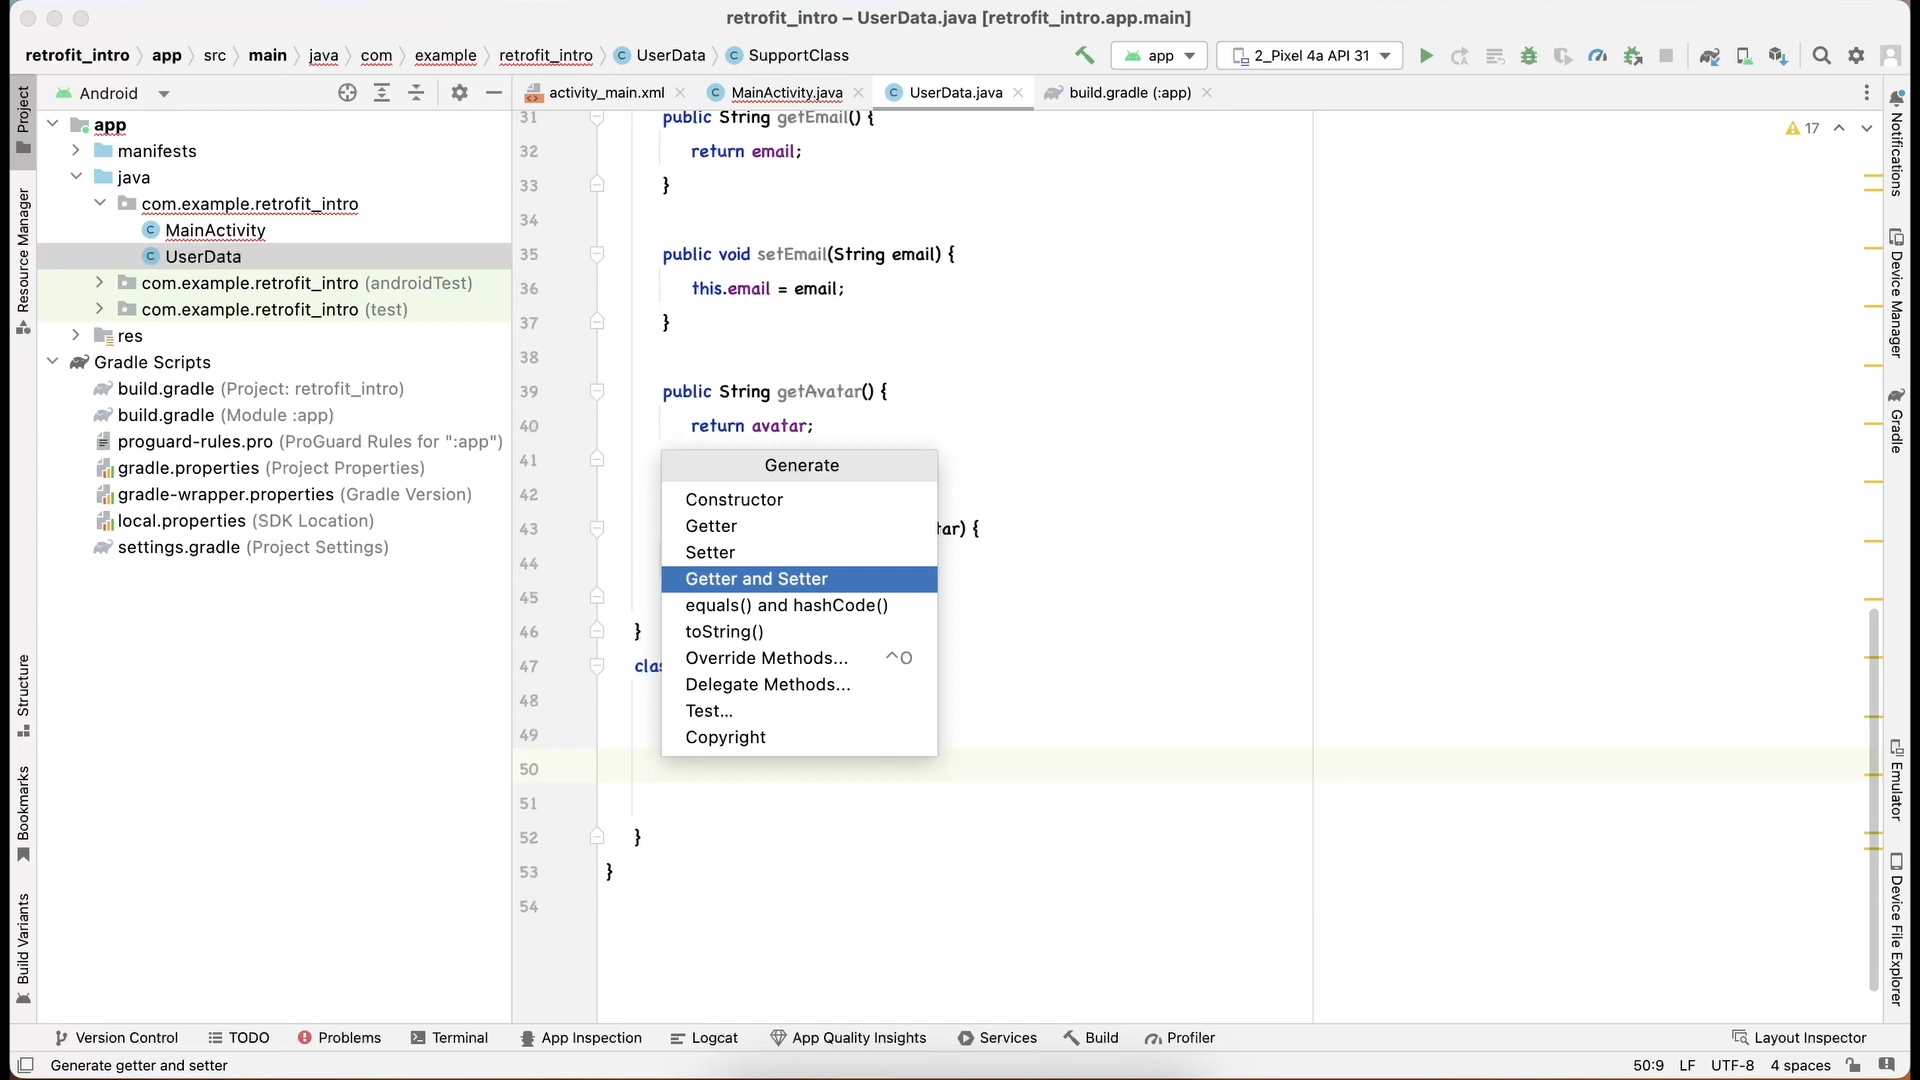 retrofit_intro – UserData.java [retrofit_intro.app.main]
retrofit_intro app src main java com example retrofit_intro UserData SupportClass
app
2_Pixel 4a API 31
Android
activity_main.xml
MainActivity.java
UserData.java
build.gradle (:app)
17
Project
Resource Manager
Structure
Bookmarks
Build Variants
app
manifests
java
com.example.retrofit_intro
MainActivity
UserData
com.example.retrofit_intro (androidTest)
com.example.retrofit_intro (test)
res
Gradle Scripts
build.gradle (Project: retrofit_intro)
build.gradle (Module :app)
proguard-rules.pro (ProGuard Rules for ":app")
gradle.properties (Project Properties)
gradle-wrapper.properties (Gradle Version)
local.properties (SDK Location)
settings.gradle (Project Settings)
31 public String getEmail() {
32 return email;
33 }
34
35 public void setEmail(String email) {
36 this.email = email;
37 }
38
39 public String getAvatar() {
40 return avatar;
41
42
43 tar) {
44
45
46 }
47 clas
48
49
50
51
52 }
53 }
54
Generate
Constructor
Getter
Setter
Getter and Setter
equals() and hashCode()
toString()
Override Methods... ^O
Delegate Methods...
Test...
Copyright
Notifications
Device Manager
Gradle
Emulator
Device File Explorer
Version Control
TODO
Problems
Terminal
App Inspection
Logcat
App Quality Insights
Services
Build
Profiler
Layout Inspector
Generate getter and setter
50:9 LF UTF-8 4 spaces